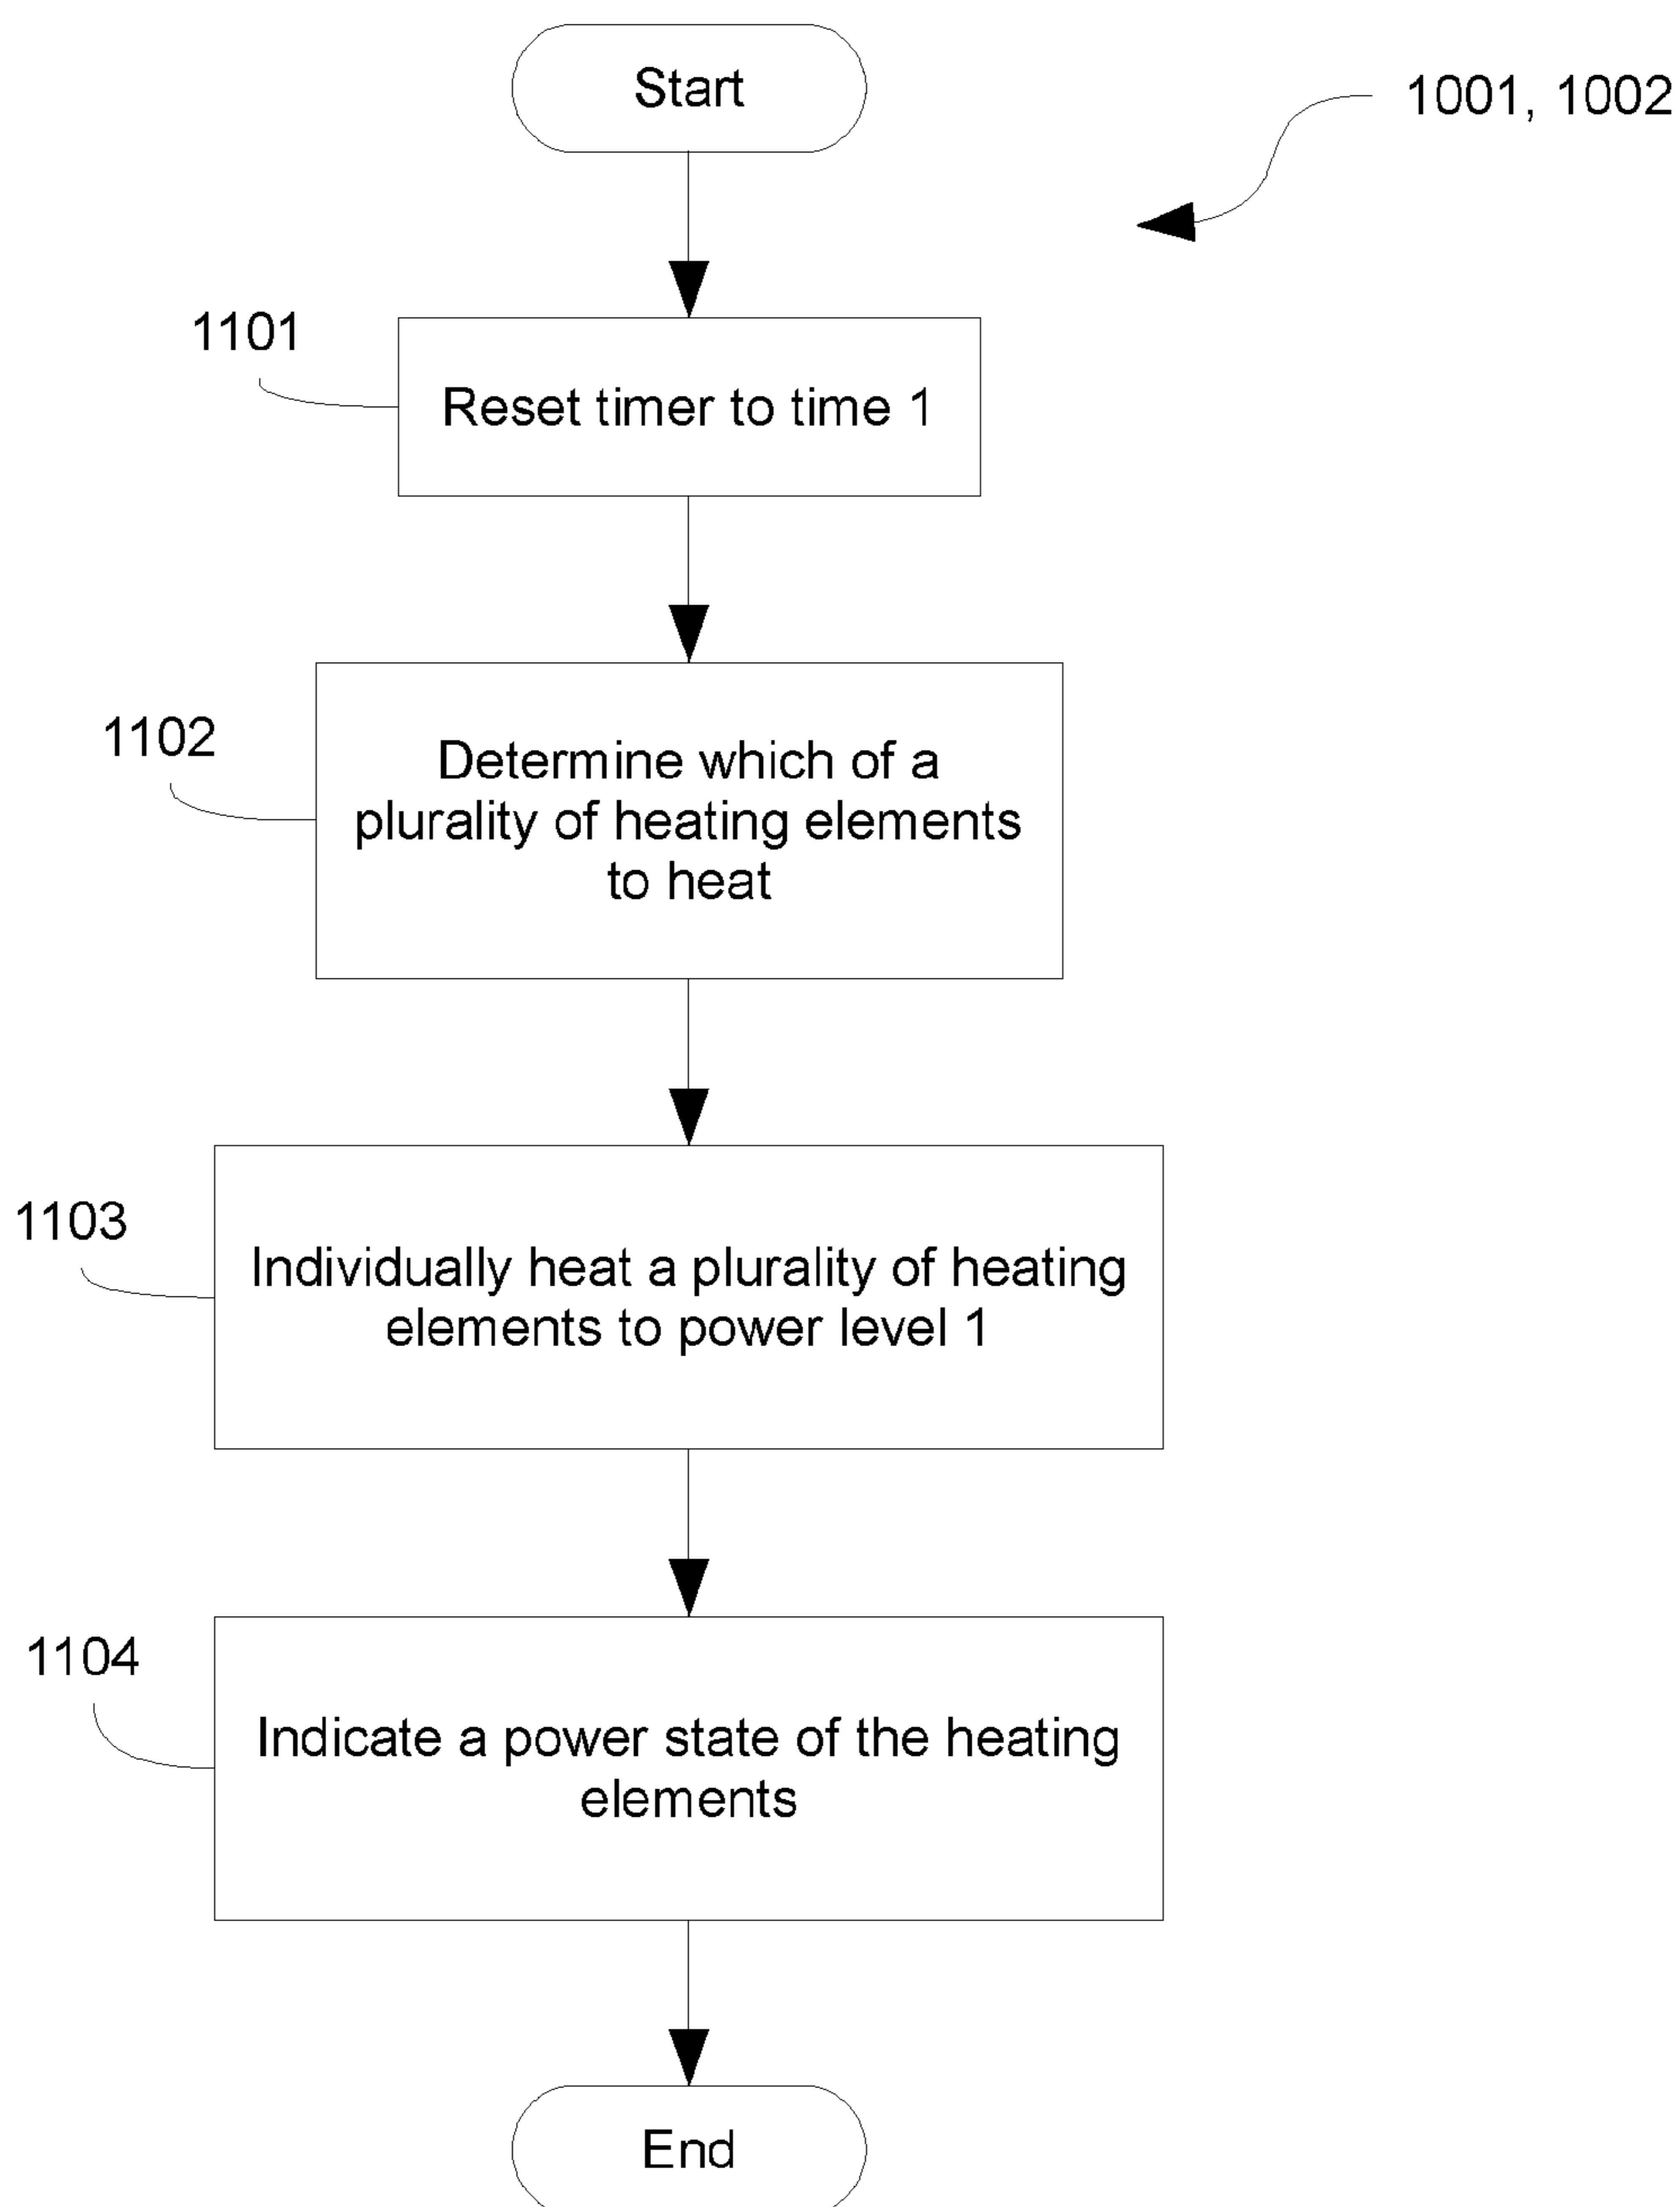 Start
1001, 1002
1101
Reset timer to time 1
1102
Determine which of a
plurality of heating elements
to heat
1103
Individually heat a plurality of heating
elements to power level 1
1104
Indicate a power state of the heating
elements
End